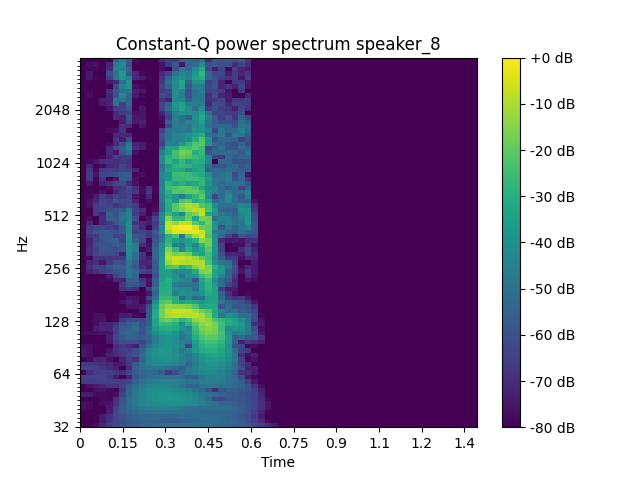 Constant-Q power spectrum speaker_8
+0 dB
2048
-10 dB
1024
-20 dB
512
-30 dB
Hz
-40 dB
256
-50 dB
128
-60 dB
64
-70 dB
32
-80 dB
0 0.15 0.3 0.45 0.6 0.75 0.9 1.1 1.2 1.4
Time